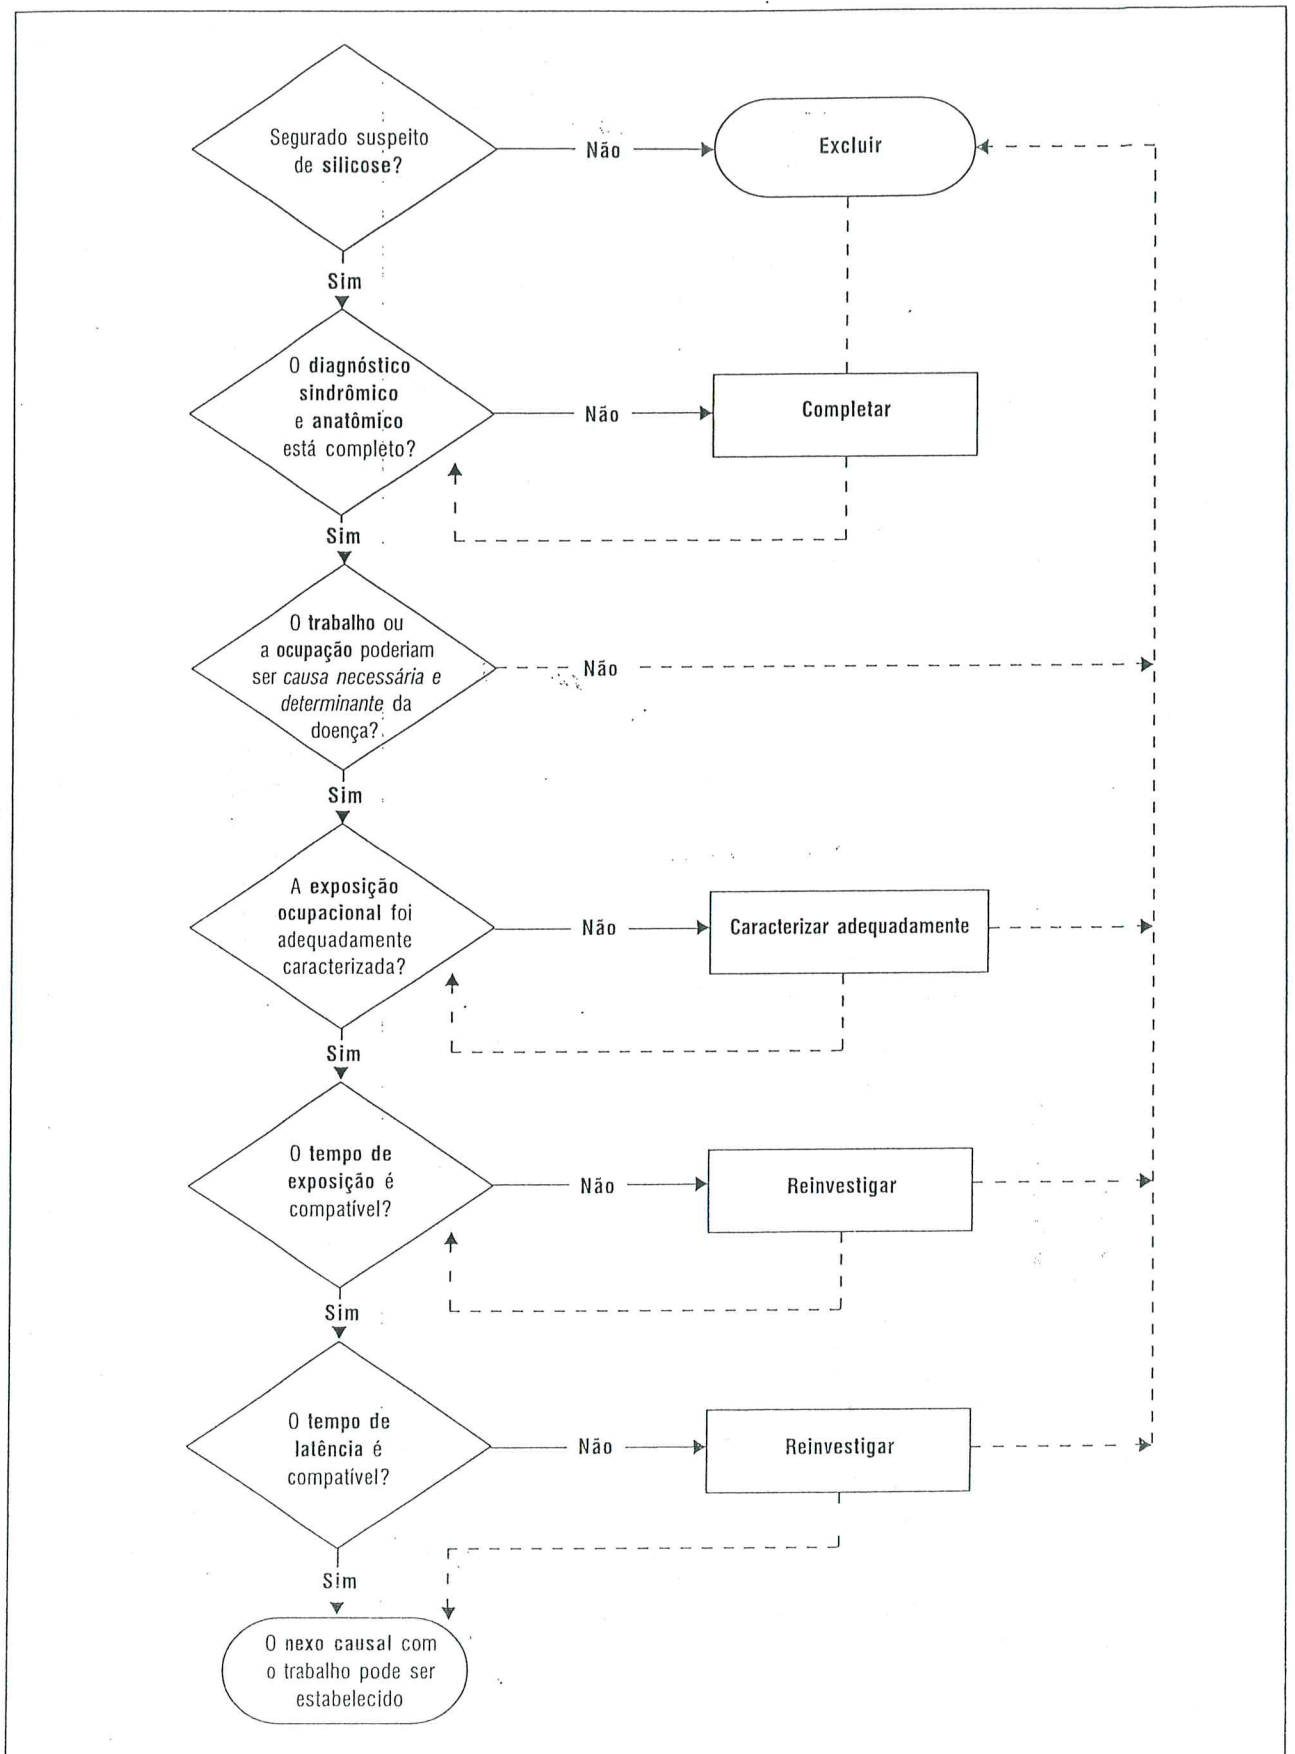 Segurado suspeito
de silicose?
Não
Excluir
Sim
O diagnóstico
sindrômico
e anatômico
está completo?
Não
Completar
Sim
O trabalho ou
a ocupação poderiam
ser causa necessária e
determinante da
doença?
Não
Sim
A exposição
ocupacional foi
adequadamente
caracterizada?
Não
Caracterizar adequadamente
Sim
O tempo de
exposição é
compatível?
Não
Reinvestigar
Sim
O tempo de
latência é
compatível?
Não
Reinvestigar
Sim
O nexo causal com
o trabalho pode ser
estabelecido